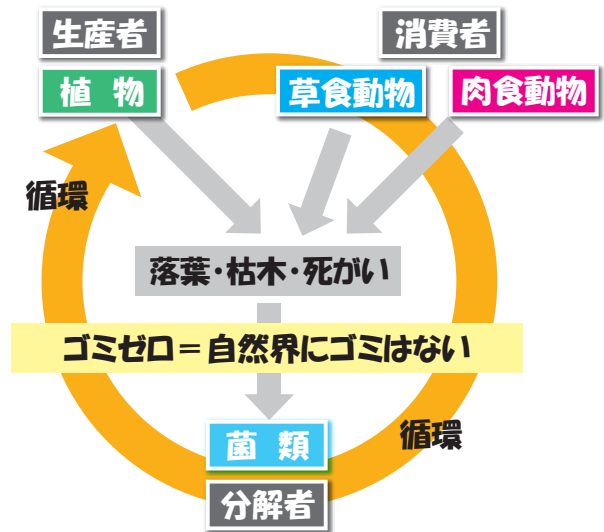 生産者
消費者
植物
草食動物
肉食動物
循環
落葉・枯木・死がい
ゴミゼロ＝自然界にゴミはない
循環
菌類
分解者